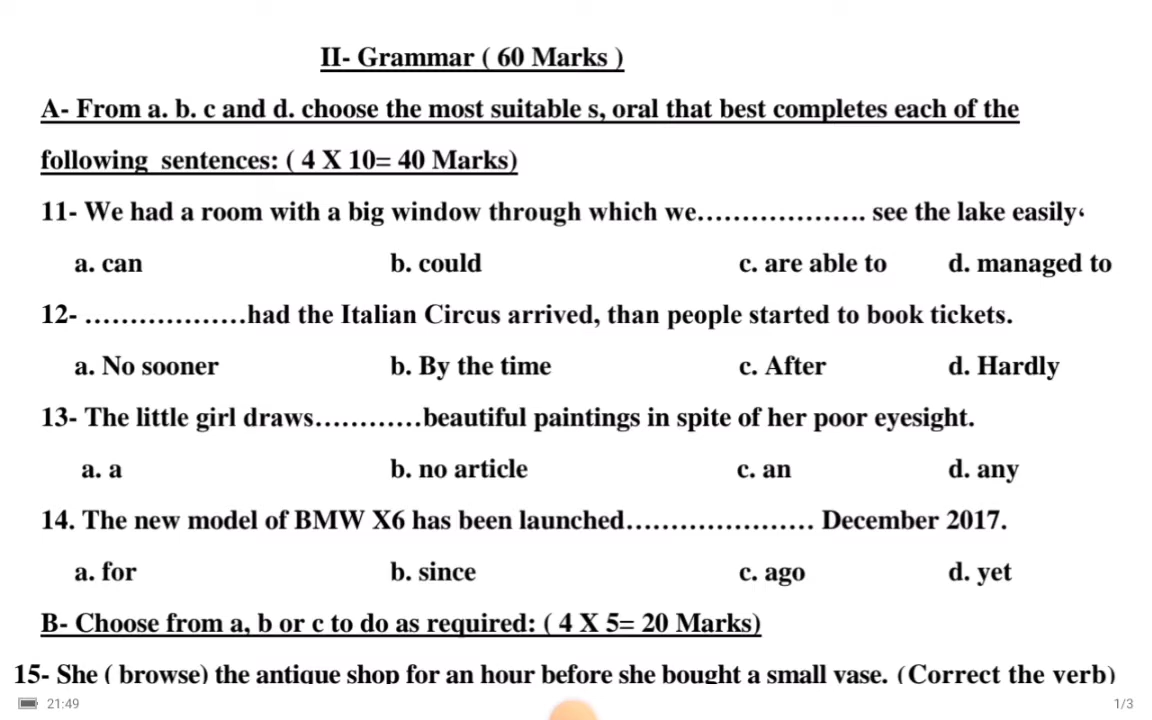 II- Grammar ( 60 Marks )
A- From a. b. c and d. choose the most suitable s, oral that best completes each of the
following sentences: ( 4 X 10= 40 Marks)
11- We had a room with a big window through which we………………. see the lake easily،
a. can b. could c. are able to d. managed to
12- ………………had the Italian Circus arrived, than people started to book tickets.
a. No sooner b. By the time c. After d. Hardly
13- The little girl draws…………beautiful paintings in spite of her poor eyesight.
a. a b. no article c. an d. any
14. The new model of BMW X6 has been launched………………… December 2017.
a. for b. since c. ago d. yet
B- Choose from a, b or c to do as required: ( 4 X 5= 20 Marks)
15- She ( browse) the antique shop for an hour before she bought a small vase. (Correct the verb)
21:49 1/3